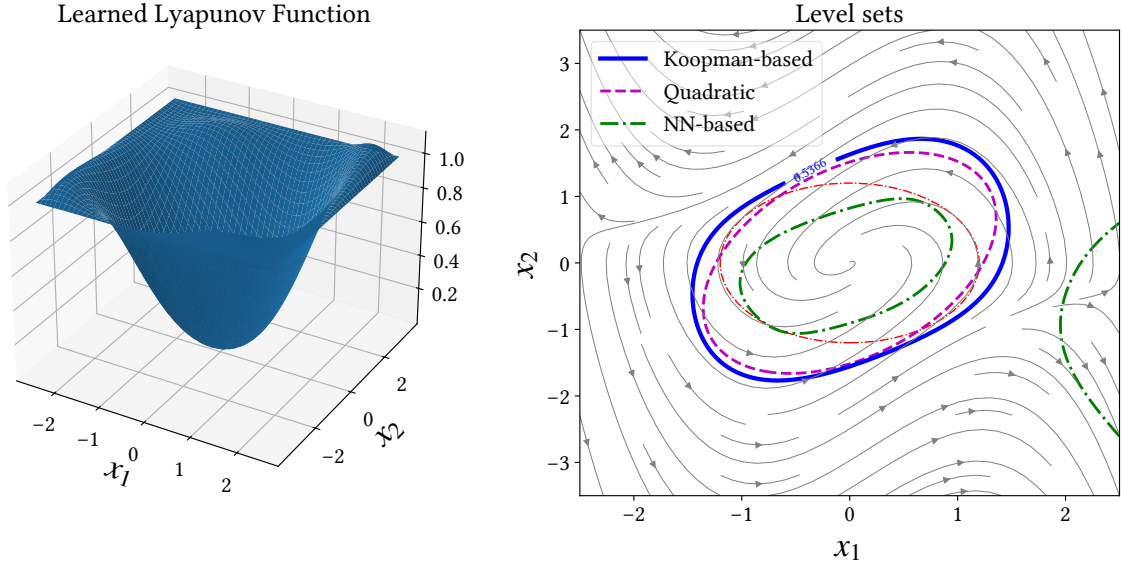 Learned Lyapunov Function
1.0
0.8
0.6
0.4
0.2
−2
−1
0
1
2
x1
−2
0
2
x2
Level sets
Koopman-based
Quadratic
NN-based
0.5366
3
2
1
0
−1
−2
−3
x2
−2
−1
0
1
2
x1